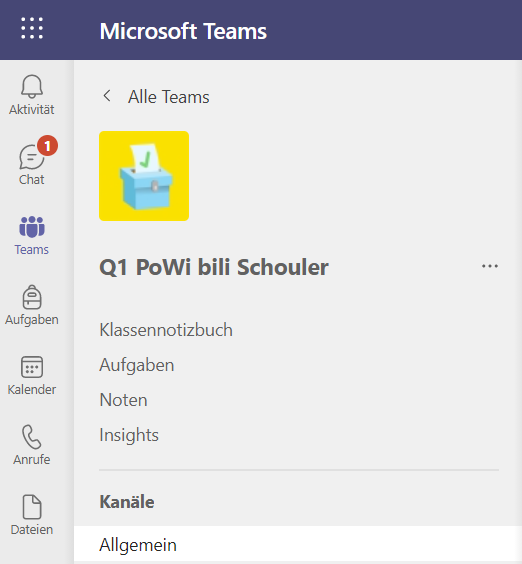 Microsoft Teams
Aktivität
1
Chat
Teams
Aufgaben
Kalender
Anrufe
Dateien
Alle Teams
Q1 PoWi bili Schouler
Klassennotizbuch
Aufgaben
Noten
Insights
Kanäle
Allgemein